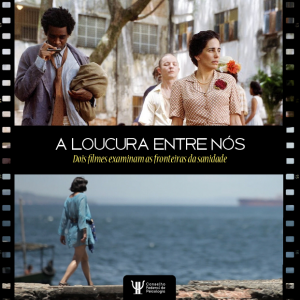 A LOUCURA ENTRE NÓS
Dois filmes examinam as fronteiras da sanidade
Conselho
Federal de
Psicologia